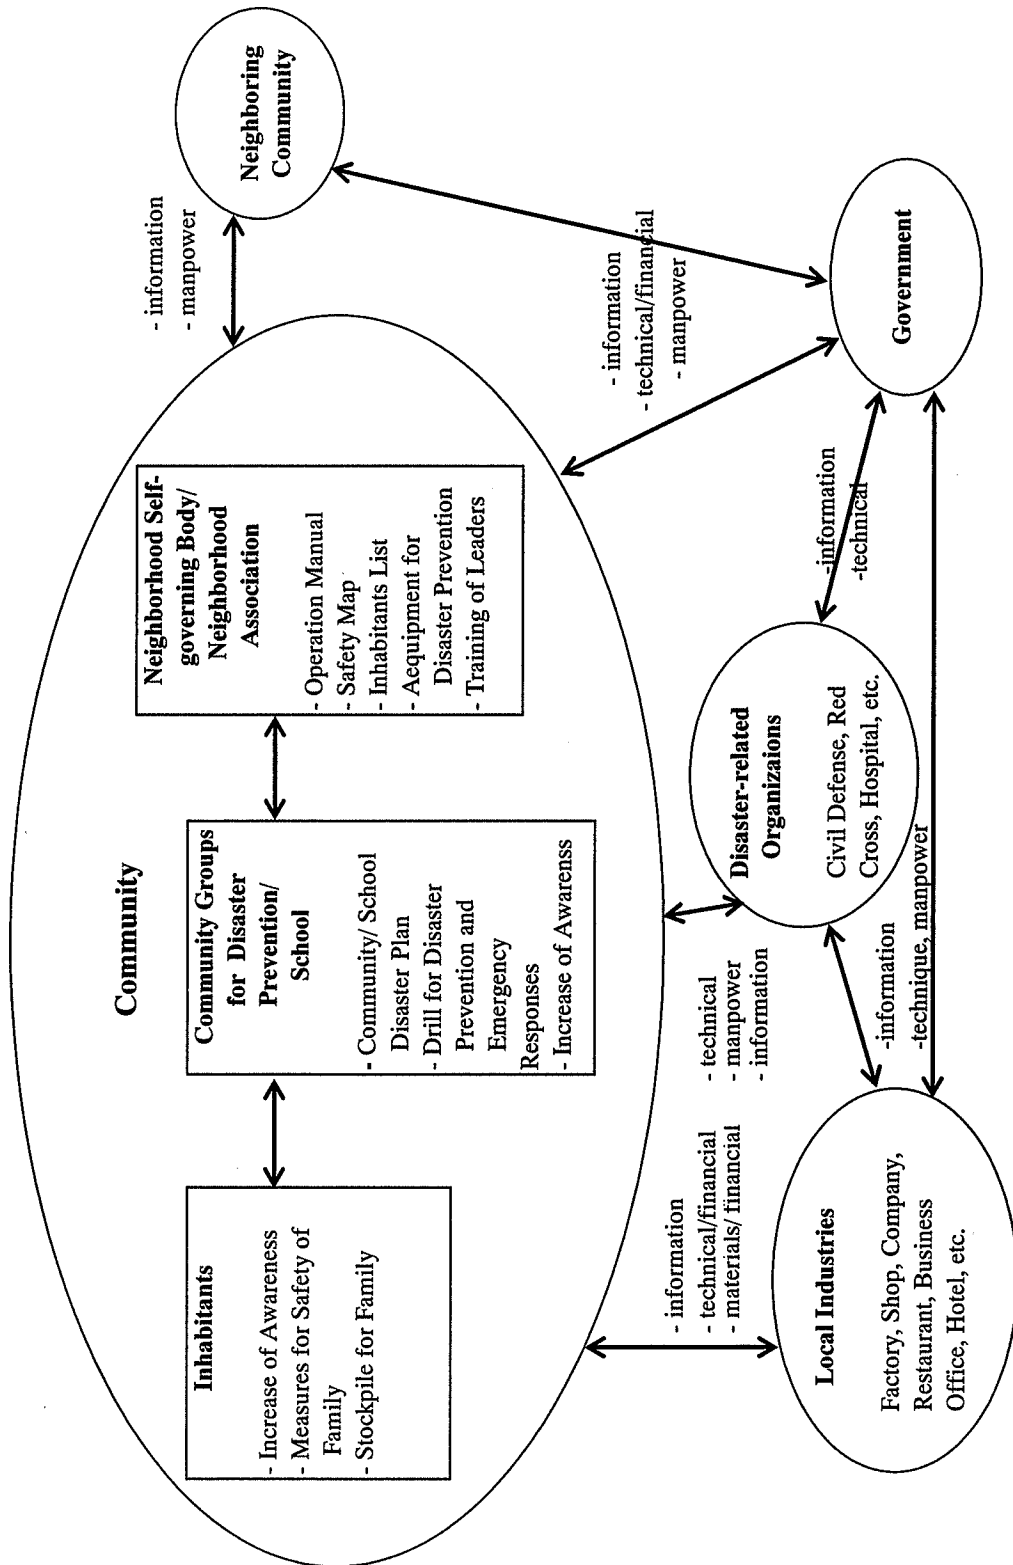 Community
Inhabitants
- Increase of Awareness
- Measures for Safety of
Family
- Stockpile for Family
Community Groups
for Disaster
Prevention/
School
- Community/ School
Disaster Plan
- Drill for Disaster
Prevention and
Emergency
Responses
- Increase of Awarenss
Neighborhood Self-
governing Body/
Neighborhood
Association
- Operation Manual
- Safety Map
- Inhabitants List
- Aequipment for
Disaster Prevention
- Training of Leaders
- information
- manpower
Neighboring
Community
- information
- technical/financial
- materials/ financial
- technical
- manpower
- information
- information
- technical/financial
- manpower
Local Industries
Factory, Shop, Company,
Restaurant, Business
Office, Hotel, etc.
-information
-technique, manpower
Disaster-related
Organizaions
Civil Defense, Red
Cross, Hospital, etc.
-information
-technical
Government